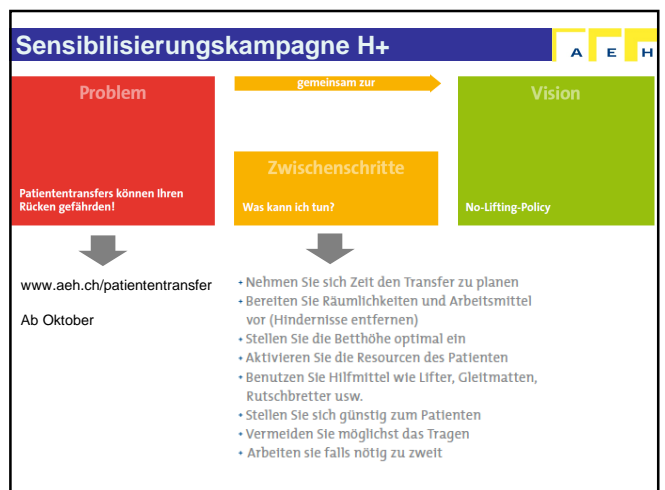 Sensibilisierungskampagne H+
A E H
Problem
gemeinsam zur
Vision
Zwischenschritte
Patiententransfers können Ihren
Rücken gefährden!
Was kann ich tun?
No-Lifting-Policy
www.aeh.ch/patiententransfer
Ab Oktober
• Nehmen Sie sich Zeit den Transfer zu planen
• Bereiten Sie Räumlichkeiten und Arbeitsmittel
vor (Hindernisse entfernen)
• Stellen Sie die Betthöhe optimal ein
• Aktivieren Sie die Resourcen des Patienten
• Benutzen Sie Hilfmittel wie Lifter, Gleitmatten,
Rutschbretter usw.
• Stellen Sie sich günstig zum Patienten
• Vermeiden Sie möglichst das Tragen
• Arbeiten sie falls nötig zu zweit